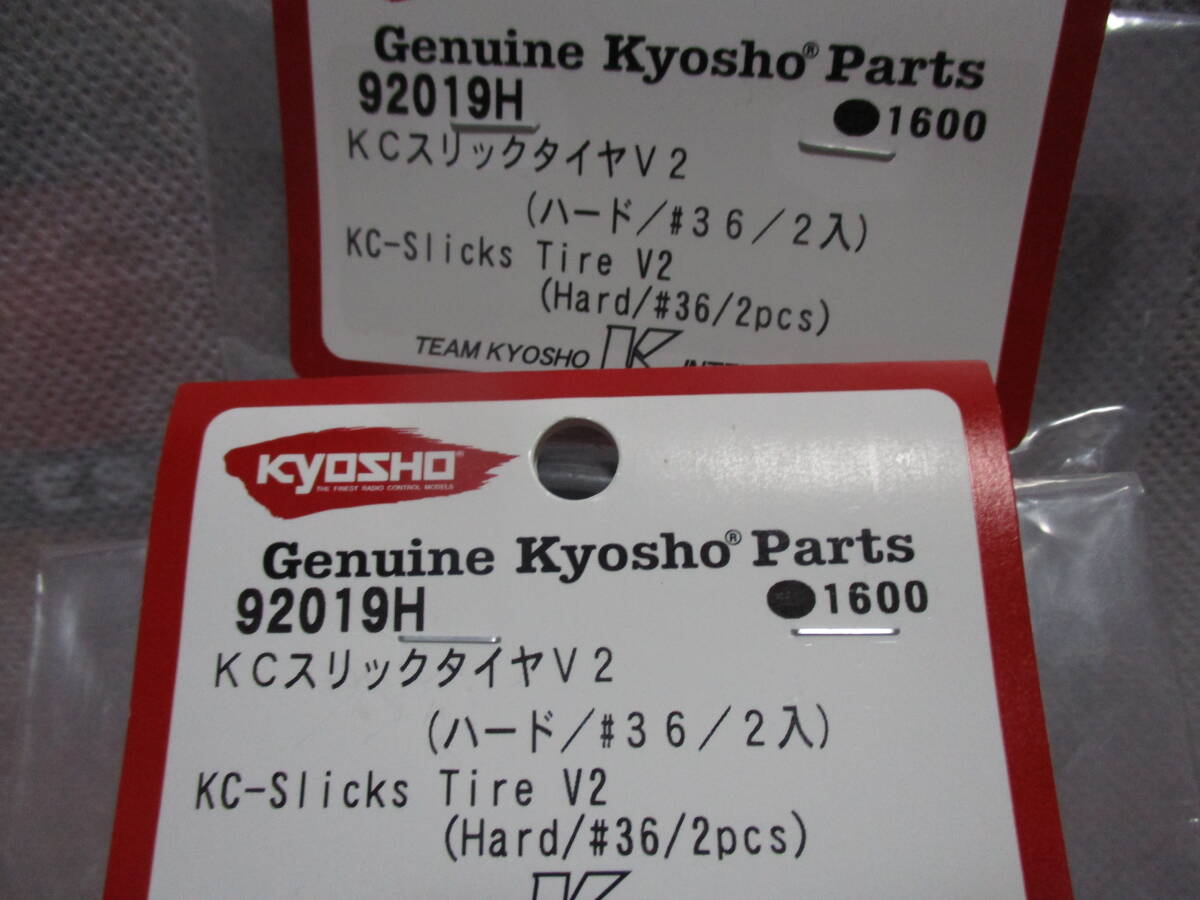 Genuine Kyosho® Parts
92019H ●1600
KCスリックタイヤV2
(ハード/#36/2入)
KC-Slicks Tire V2
(Hard/#36/2pcs)
TEAM KYOSHO K
KYOSHO®
THE FINEST RADIO CONTROL MODELS
Genuine Kyosho® Parts
92019H ●1600
KCスリックタイヤV2
(ハード/#36/2入)
KC-Slicks Tire V2
(Hard/#36/2pcs)